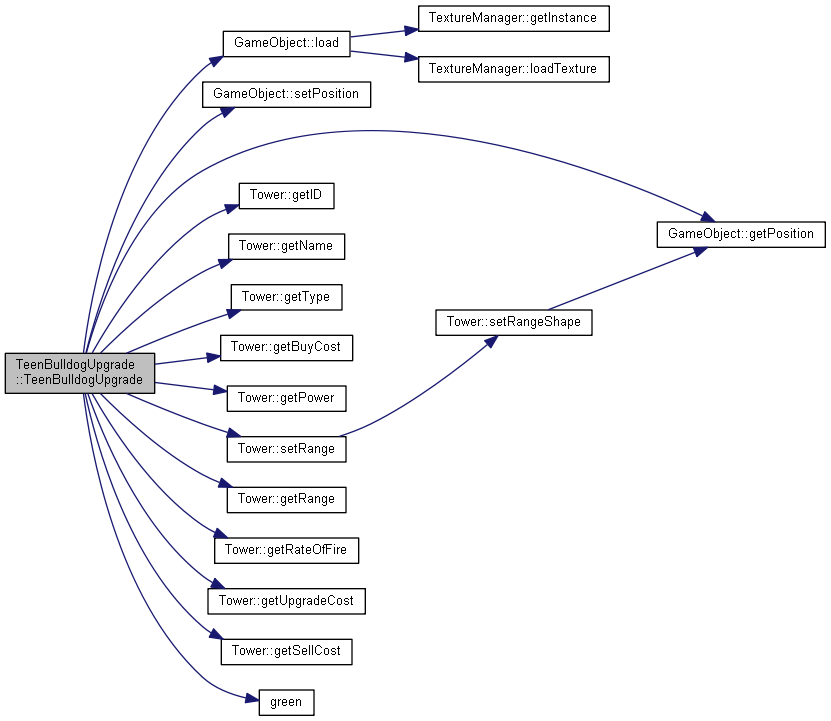 TextureManager::getInstance
GameObject::load
TextureManager::loadTexture
GameObject::setPosition
Tower::getID
GameObject::getPosition
Tower::getName
Tower::getType
Tower::setRangeShape
Tower::getBuyCost
TeenBulldogUpgrade
::TeenBulldogUpgrade
Tower::getPower
Tower::setRange
Tower::getRange
Tower::getRateOfFire
Tower::getUpgradeCost
Tower::getSellCost
green